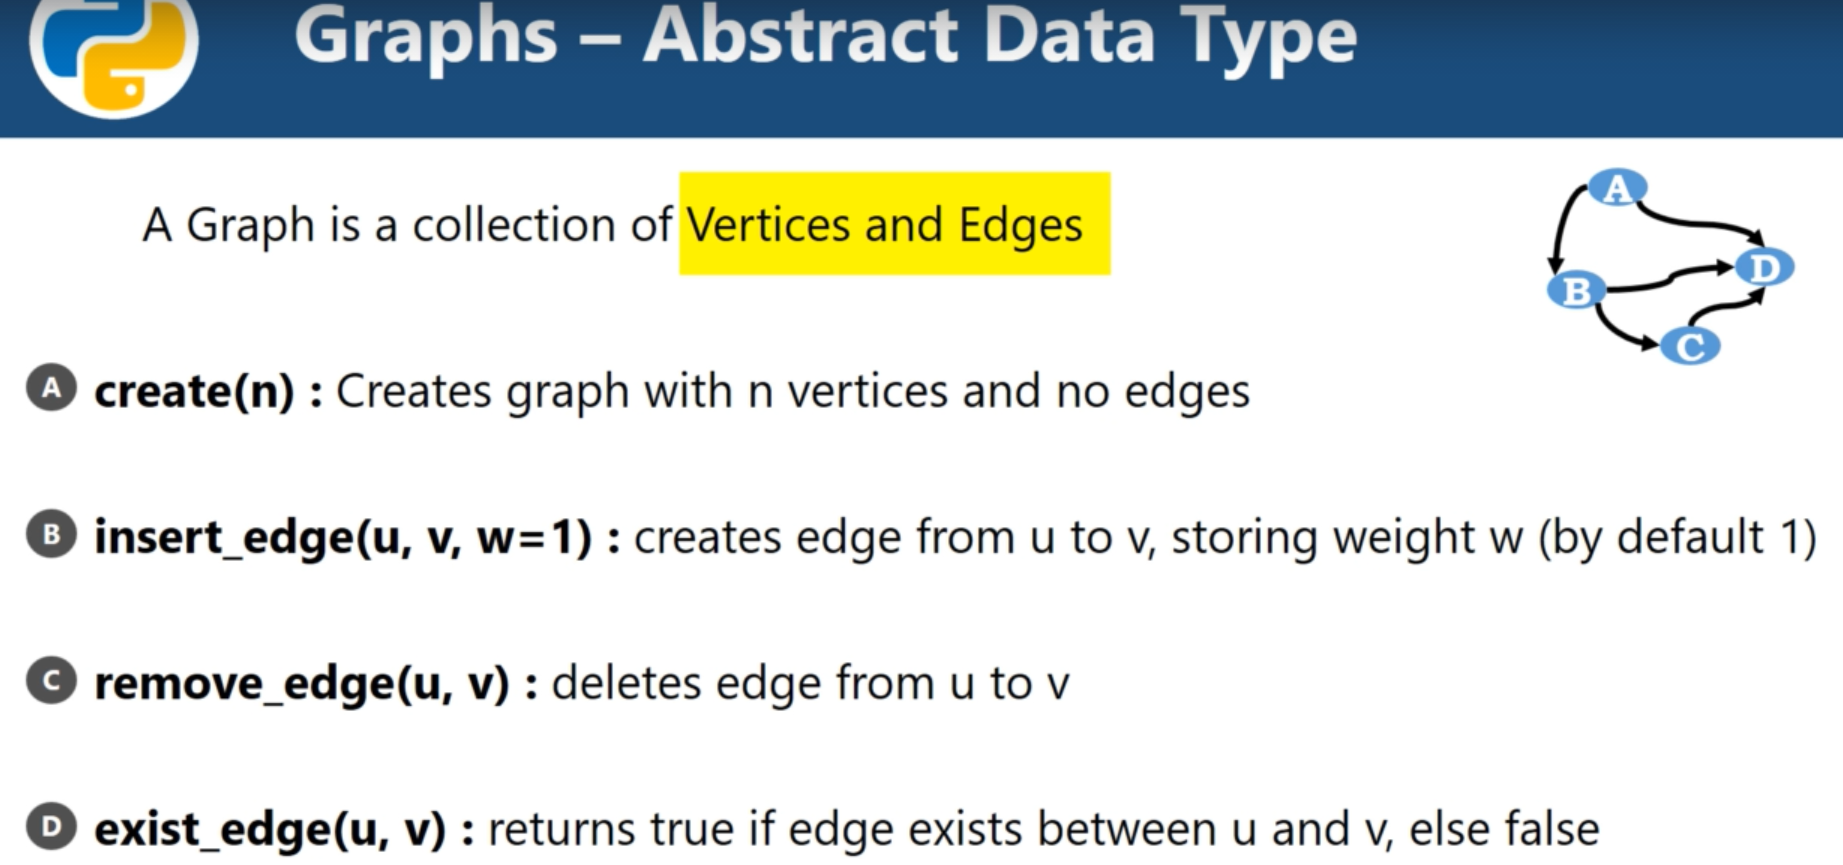 Graphs – Abstract Data Type
A Graph is a collection of Vertices and Edges
A
D
B
C
A create(n) : Creates graph with n vertices and no edges
B insert_edge(u, v, w=1) : creates edge from u to v, storing weight w (by default 1)
C remove_edge(u, v) : deletes edge from u to v
D exist_edge(u, v) : returns true if edge exists between u and v, else false